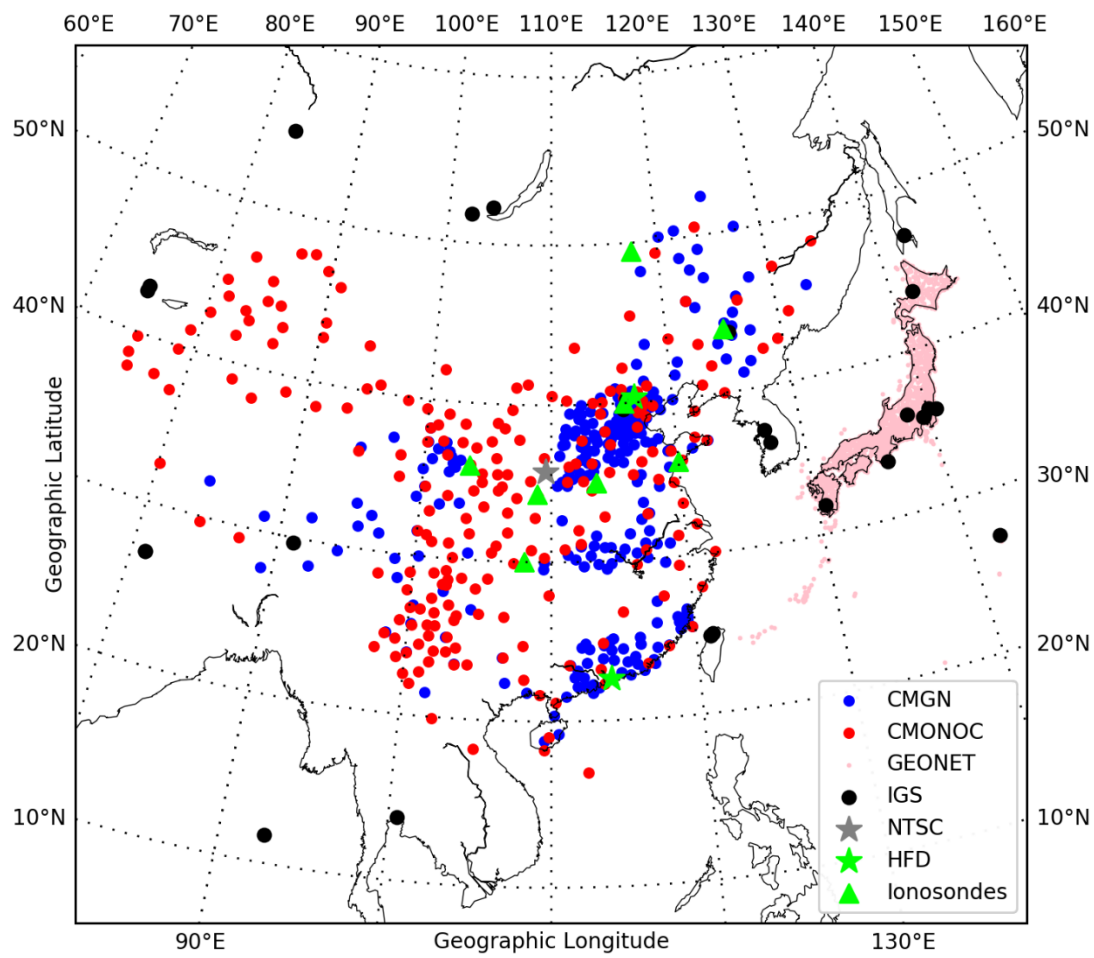 60°E 70°E 80°E 90°E 100°E 110°E 120°E 130°E 140°E 150°E 160°E
50°N 50°N
40°N 40°N
30°N
30°N
20°N 20°N
10°N 10°N
Geographic Latitude
CMGN
CMONOC
GEONET
IGS
NTSC
HFD
Ionosondes
90°E Geographic Longitude 130°E